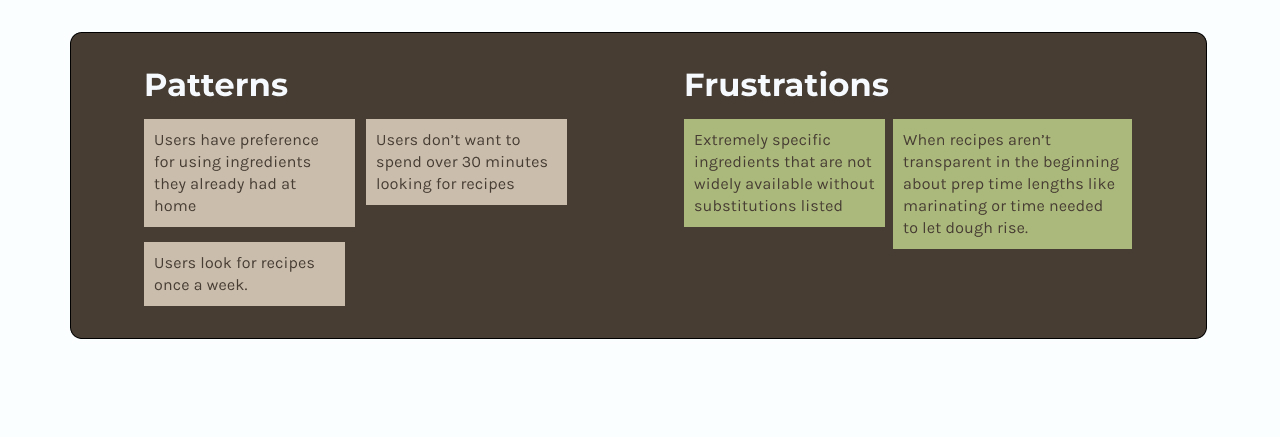 Patterns
Users have preference
for using ingredients
they already had at
home
Users don’t want to
spend over 30 minutes
looking for recipes
Users look for recipes
once a week.
Frustrations
Extremely specific
ingredients that are not
widely available without
substitutions listed
When recipes aren’t
transparent in the beginning
about prep time lengths like
marinating or time needed
to let dough rise.